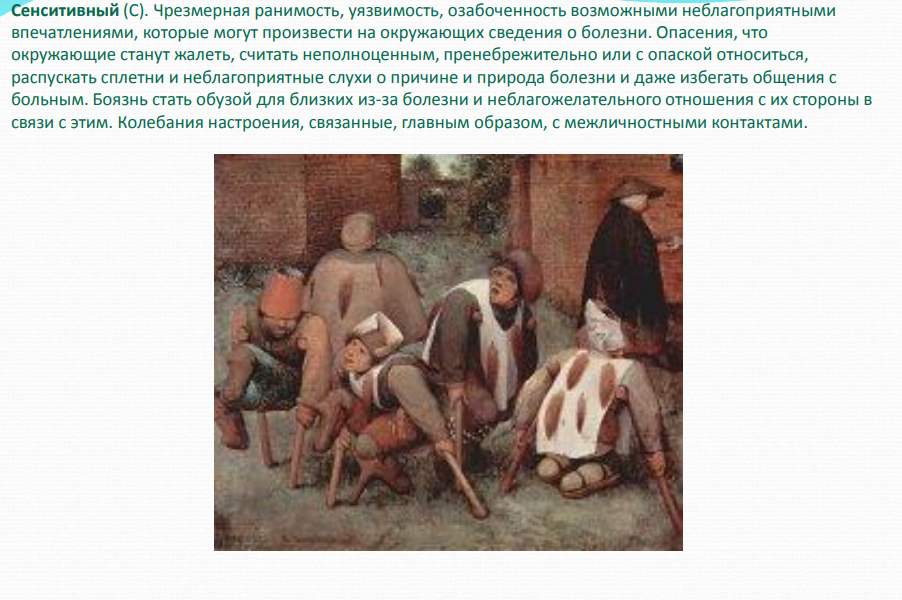 Сенситивный (С). Чрезмерная ранимость, уязвимость, озабоченность возможными неблагоприятными
впечатлениями, которые могут произвести на окружающих сведения о болезни. Опасения, что
окружающие станут жалеть, считать неполноценным, пренебрежительно или с опаской относиться,
распускать сплетни и неблагоприятные слухи о причине и природа болезни и даже избегать общения с
больным. Боязнь стать обузой для близких из-за болезни и неблагожелательного отношения с их стороны в
связи с этим. Колебания настроения, связанные, главным образом, с межличностными контактами.